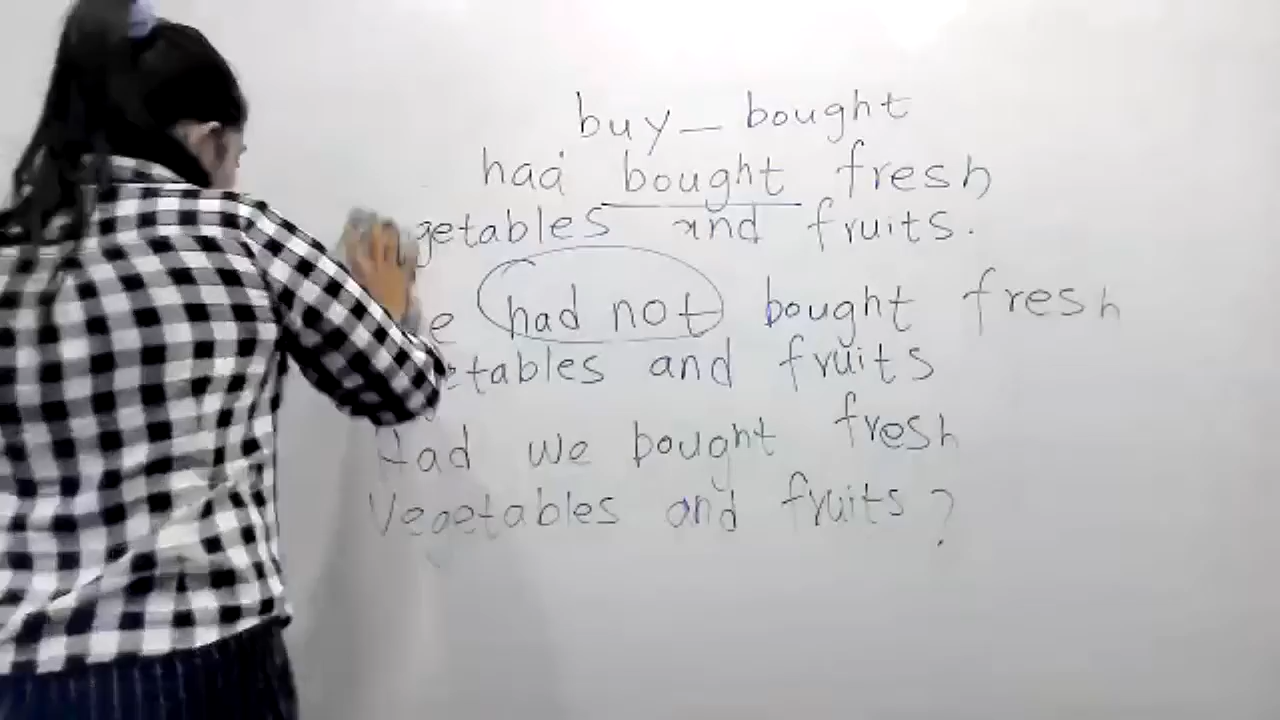 buy — bought
had bought fresh
getables and fruits.
e had not bought fresh
etables and fruits
Had we bought fresh
Vegetables and fruits?